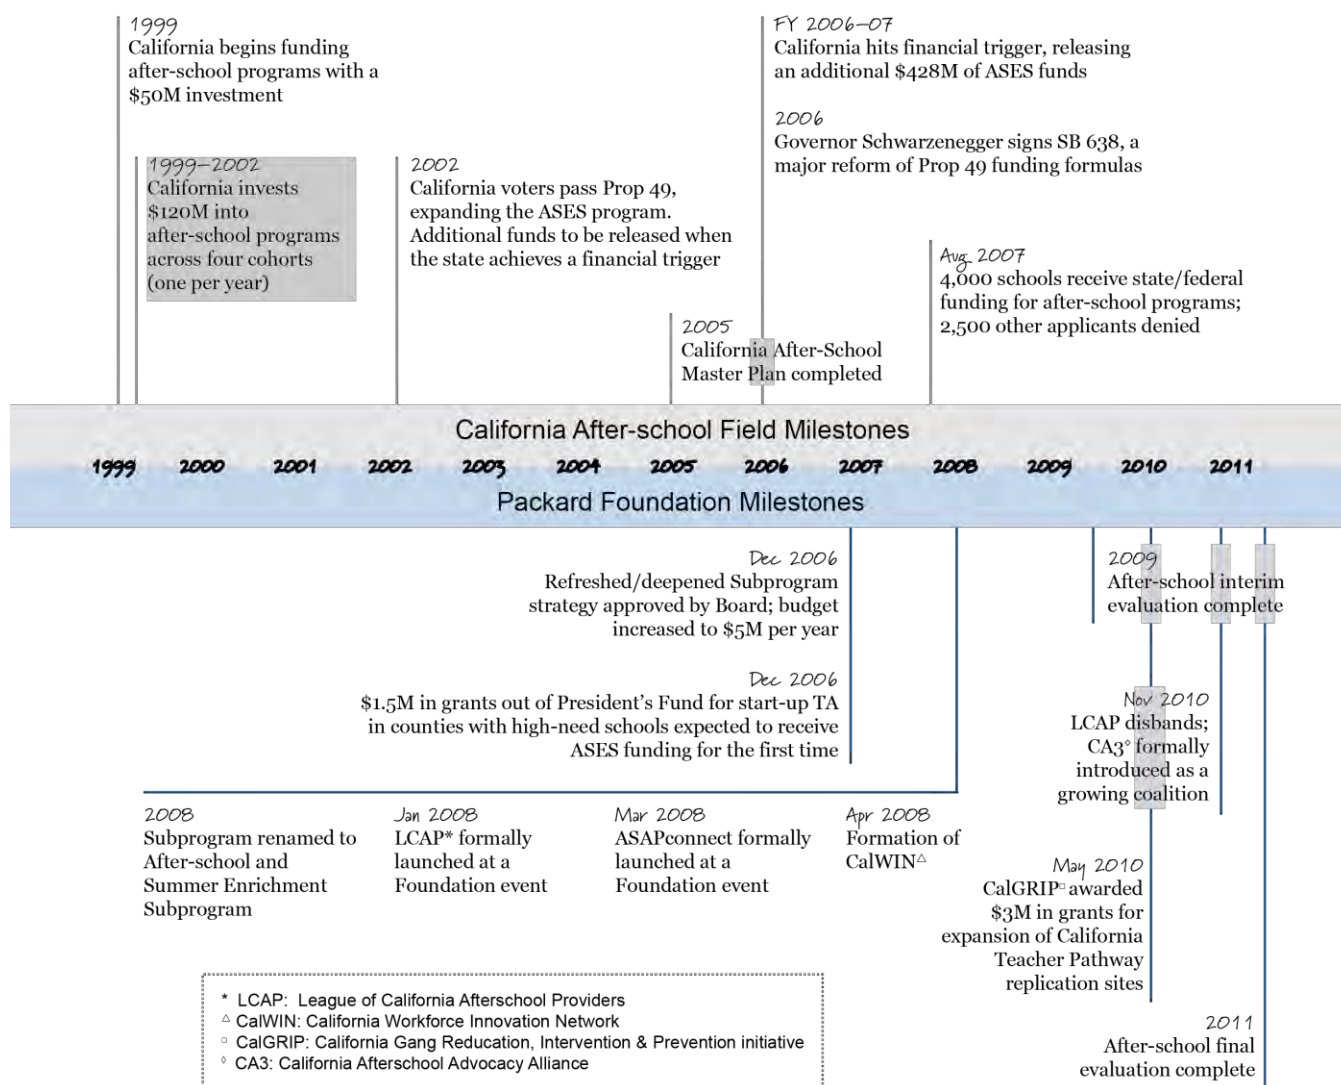 1999
California begins funding
after-school programs with a
$50M investment
FY 2006–07
California hits financial trigger, releasing
an additional $428M of ASES funds
2006
Governor Schwarzenegger signs SB 638, a
major reform of Prop 49 funding formulas
1999–2002
California invests
$120M into
after-school programs
across four cohorts
(one per year)
2002
California voters pass Prop 49,
expanding the ASES program.
Additional funds to be released when
the state achieves a financial trigger
Aug 2007
4,000 schools receive state/federal
funding for after-school programs;
2,500 other applicants denied
2005
California After-School
Master Plan completed
California After-school Field Milestones
1999 2000 2001 2002 2003 2004 2005 2006 2007 2008 2009 2010 2011
Packard Foundation Milestones
Dec 2006
Refreshed/deepened Subprogram
strategy approved by Board; budget
increased to $5M per year
2009
After-school interim
evaluation complete
Dec 2006
$1.5M in grants out of President's Fund for start-up TA
in counties with high-need schools expected to receive
ASES funding for the first time
Nov 2010
LCAP disbands;
CA3◊ formally
introduced as a
growing coalition
2008
Subprogram renamed to
After-school and
Summer Enrichment
Subprogram
Jan 2008
LCAP* formally
launched at a
Foundation event
Mar 2008
ASAPconnect formally
launched at a
Foundation event
Apr 2008
Formation of
CalWIN△
May 2010
CalGRIP□ awarded
$3M in grants for
expansion of California
Teacher Pathway
replication sites
* LCAP: League of California Afterschool Providers
△ CalWIN: California Workforce Innovation Network
□ CalGRIP: California Gang Reducation, Intervention & Prevention initiative
◊ CA3: California Afterschool Advocacy Alliance
2011
After-school final
evaluation complete